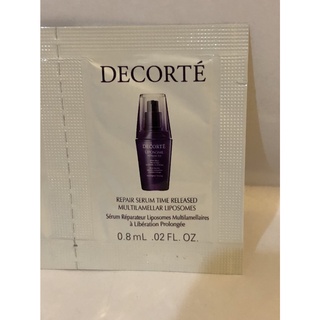 DECORTÉ
DECORTÉ
REPAIR SERUM TIME RELEASED
MULTILAMELLAR LIPOSOMES
Sérum Réparateur Liposomes Multilamellaires
à Libération Prolongée
0.8 mL .02 FL. OZ.